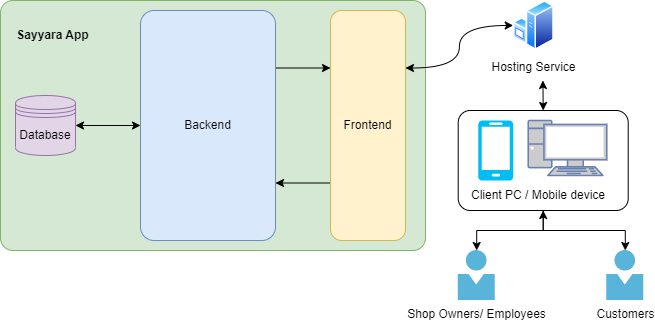 Sayyara App
Database
Backend
Frontend
Hosting Service
Client PC / Mobile device
Shop Owners/ Employees
Customers